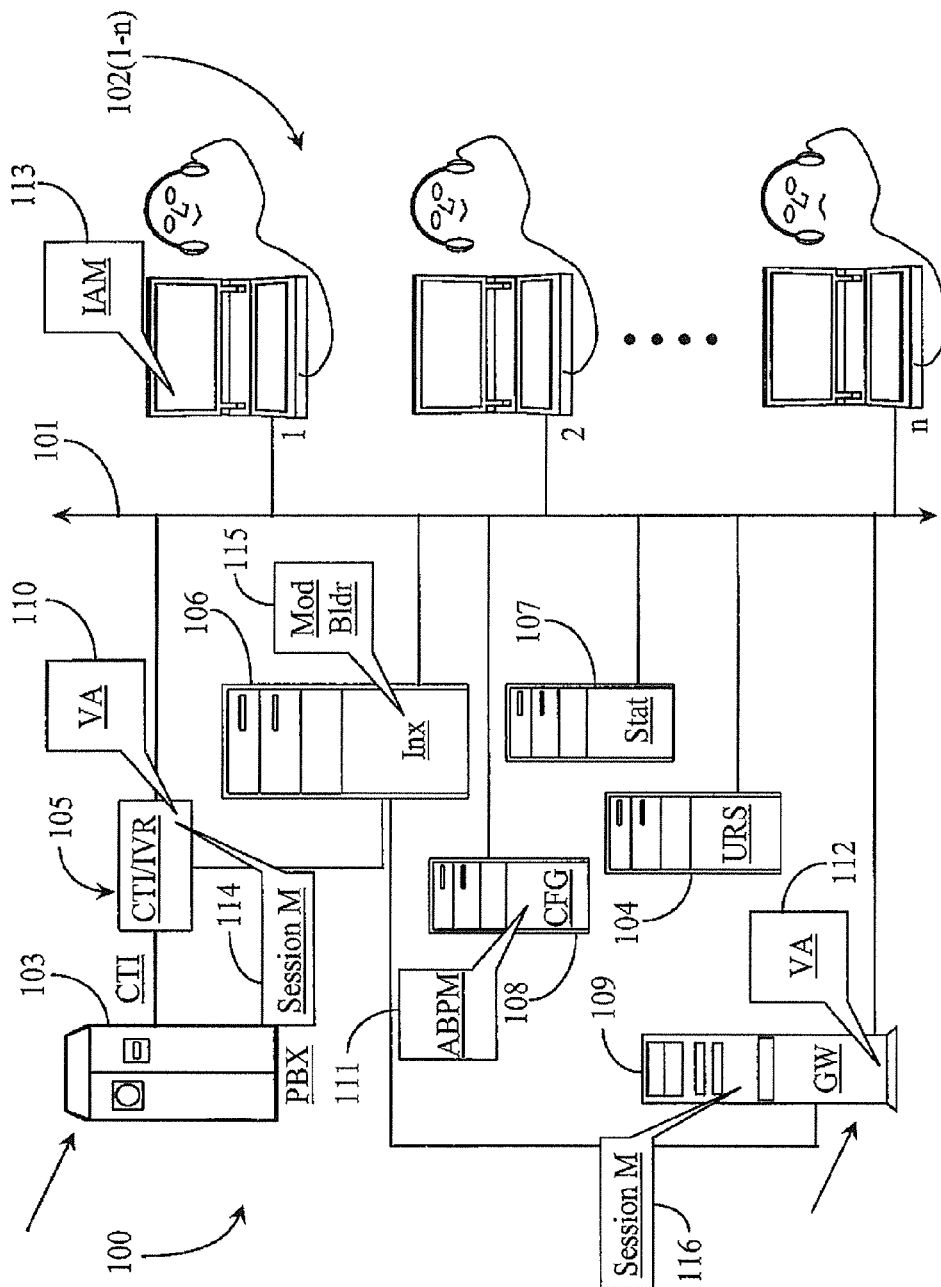 102(1-n)
113
IAM
1
2
n
101
110
VA
115
Mod
Bldr
106
Inx
107
Stat
105
CTI/IVR
CTI
103
PBX
114
Session M
111
ABPM
CFG
108
104
URS
112
VA
109
GW
Session M
116
100